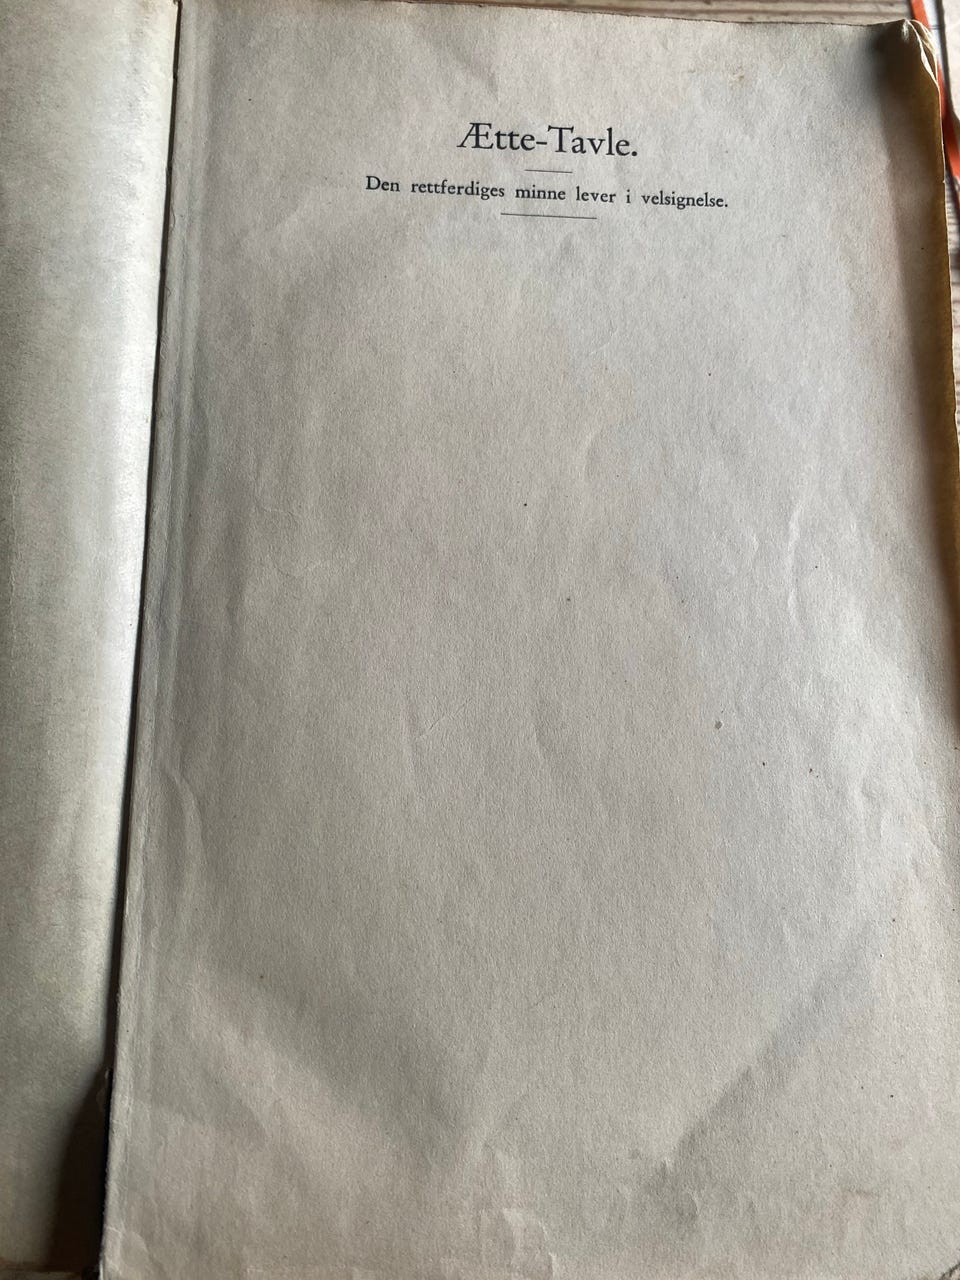 Ætte-Tavle.
Den rettferdiges minne lever i velsignelse.